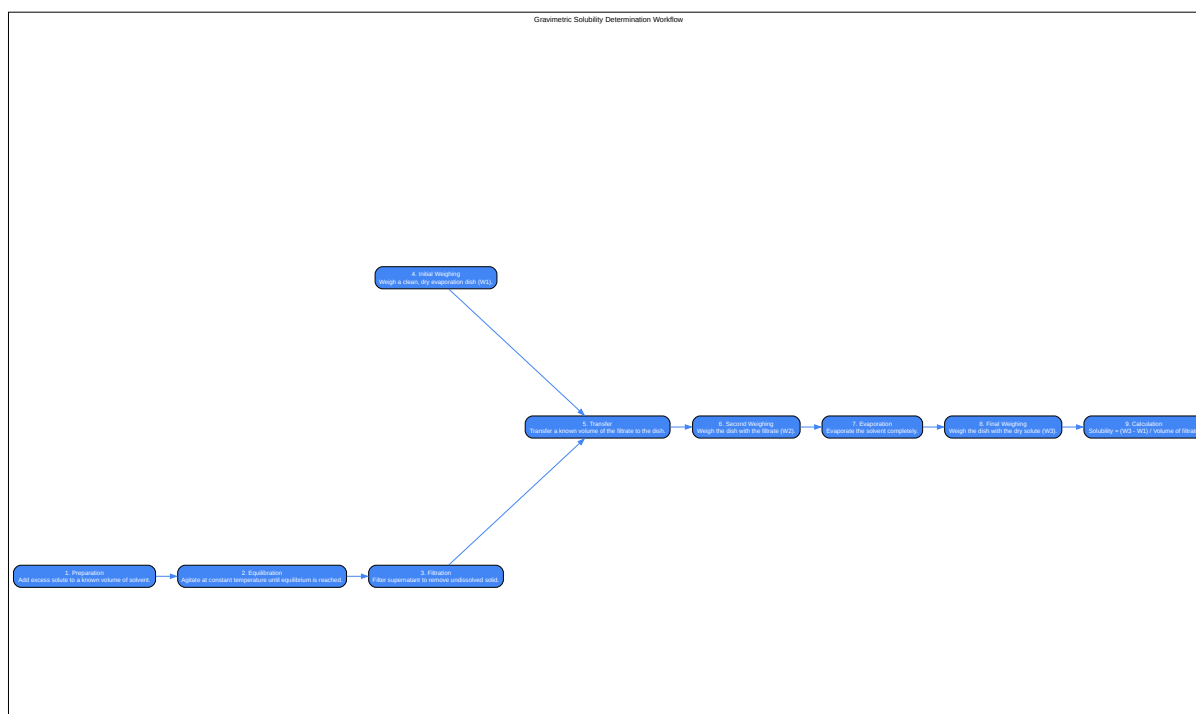 Gravimetric Solubility Determination Workflow
4. Initial Weighing
Weigh a clean, dry evaporation dish (W1).
5. Transfer
Transfer a known volume of the filtrate to the dish.
6. Second Weighing
Weigh the dish with the filtrate (W2).
7. Evaporation
Evaporate the solvent completely.
8. Final Weighing
Weigh the dish with the dry solute (W3).
9. Calculation
Solubility = (W3 - W1) / Volume of filtrate
1. Preparation
Add excess solute to a known volume of solvent.
2. Equilibration
Agitate at constant temperature until equilibrium is reached.
3. Filtration
Filter supernatant to remove undissolved solid.